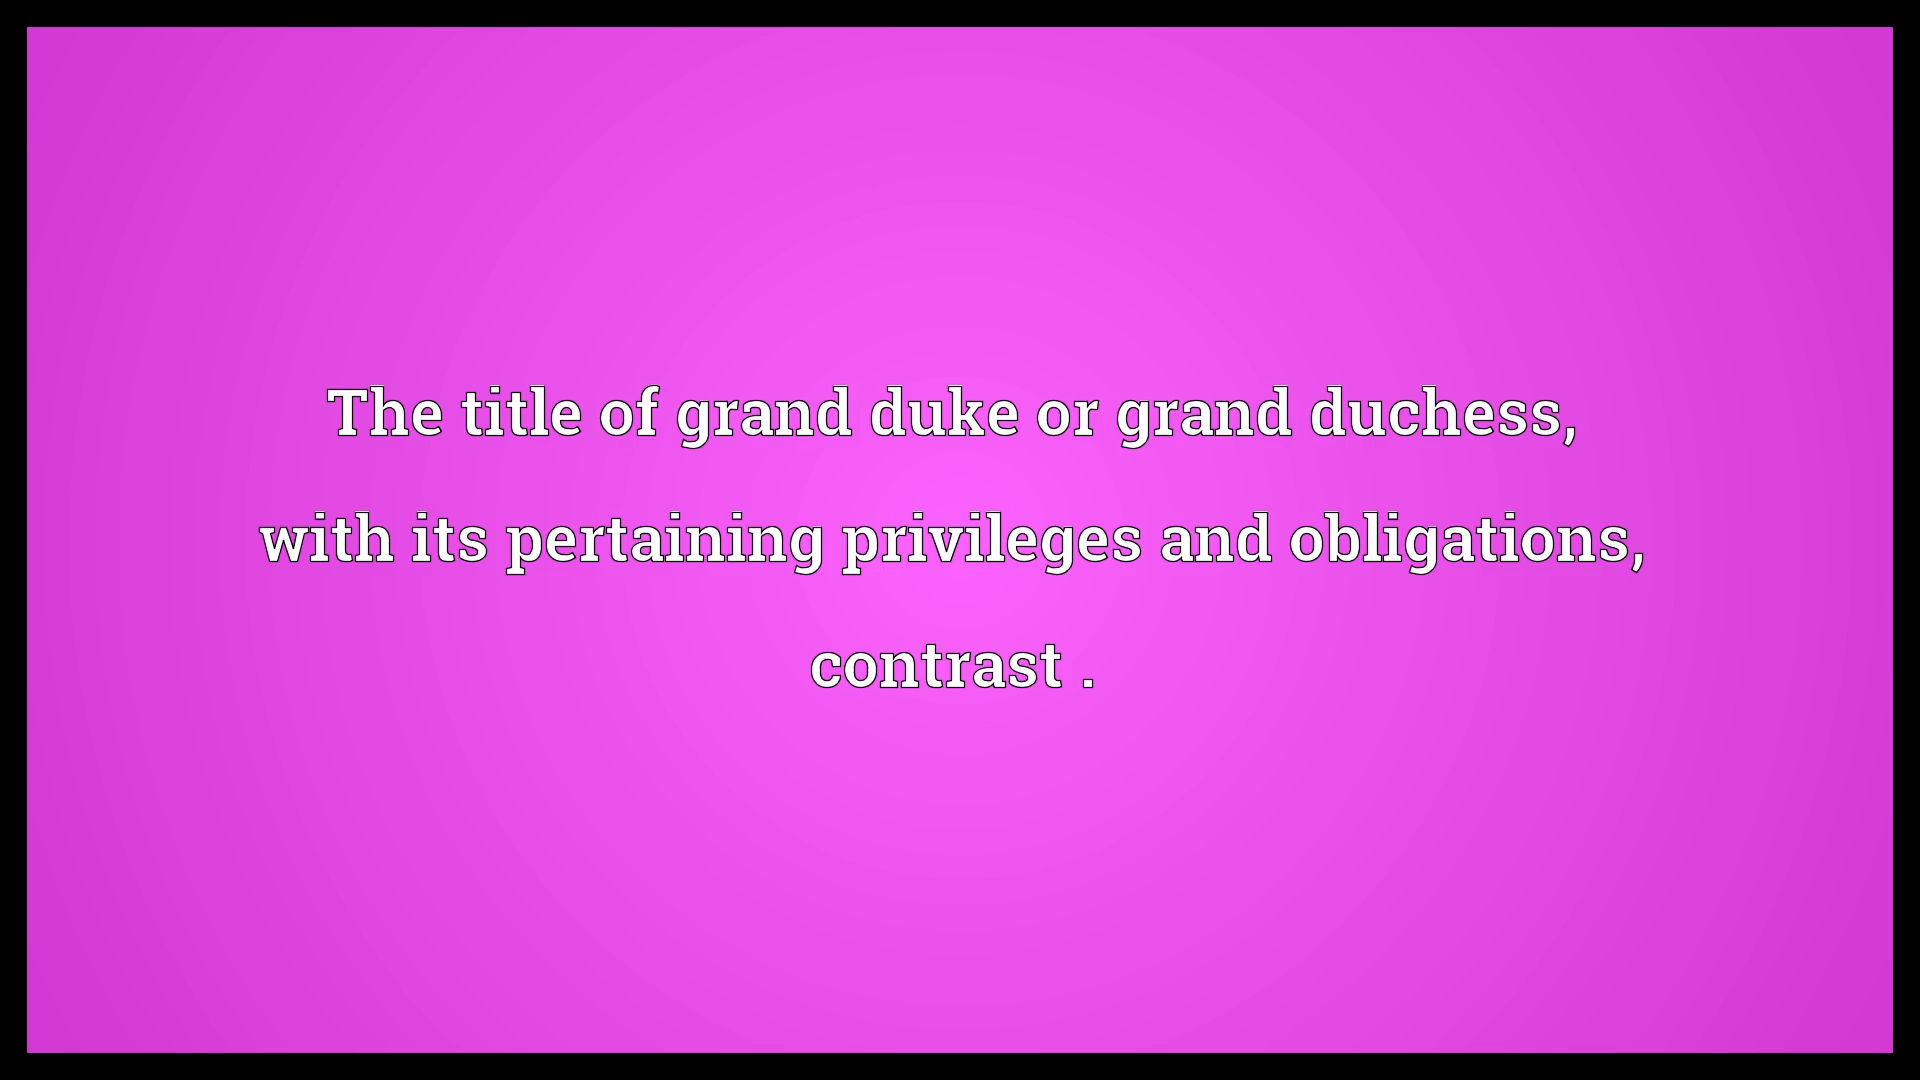 The title of grand duke or grand duchess,
with its pertaining privileges and obligations,
contrast .